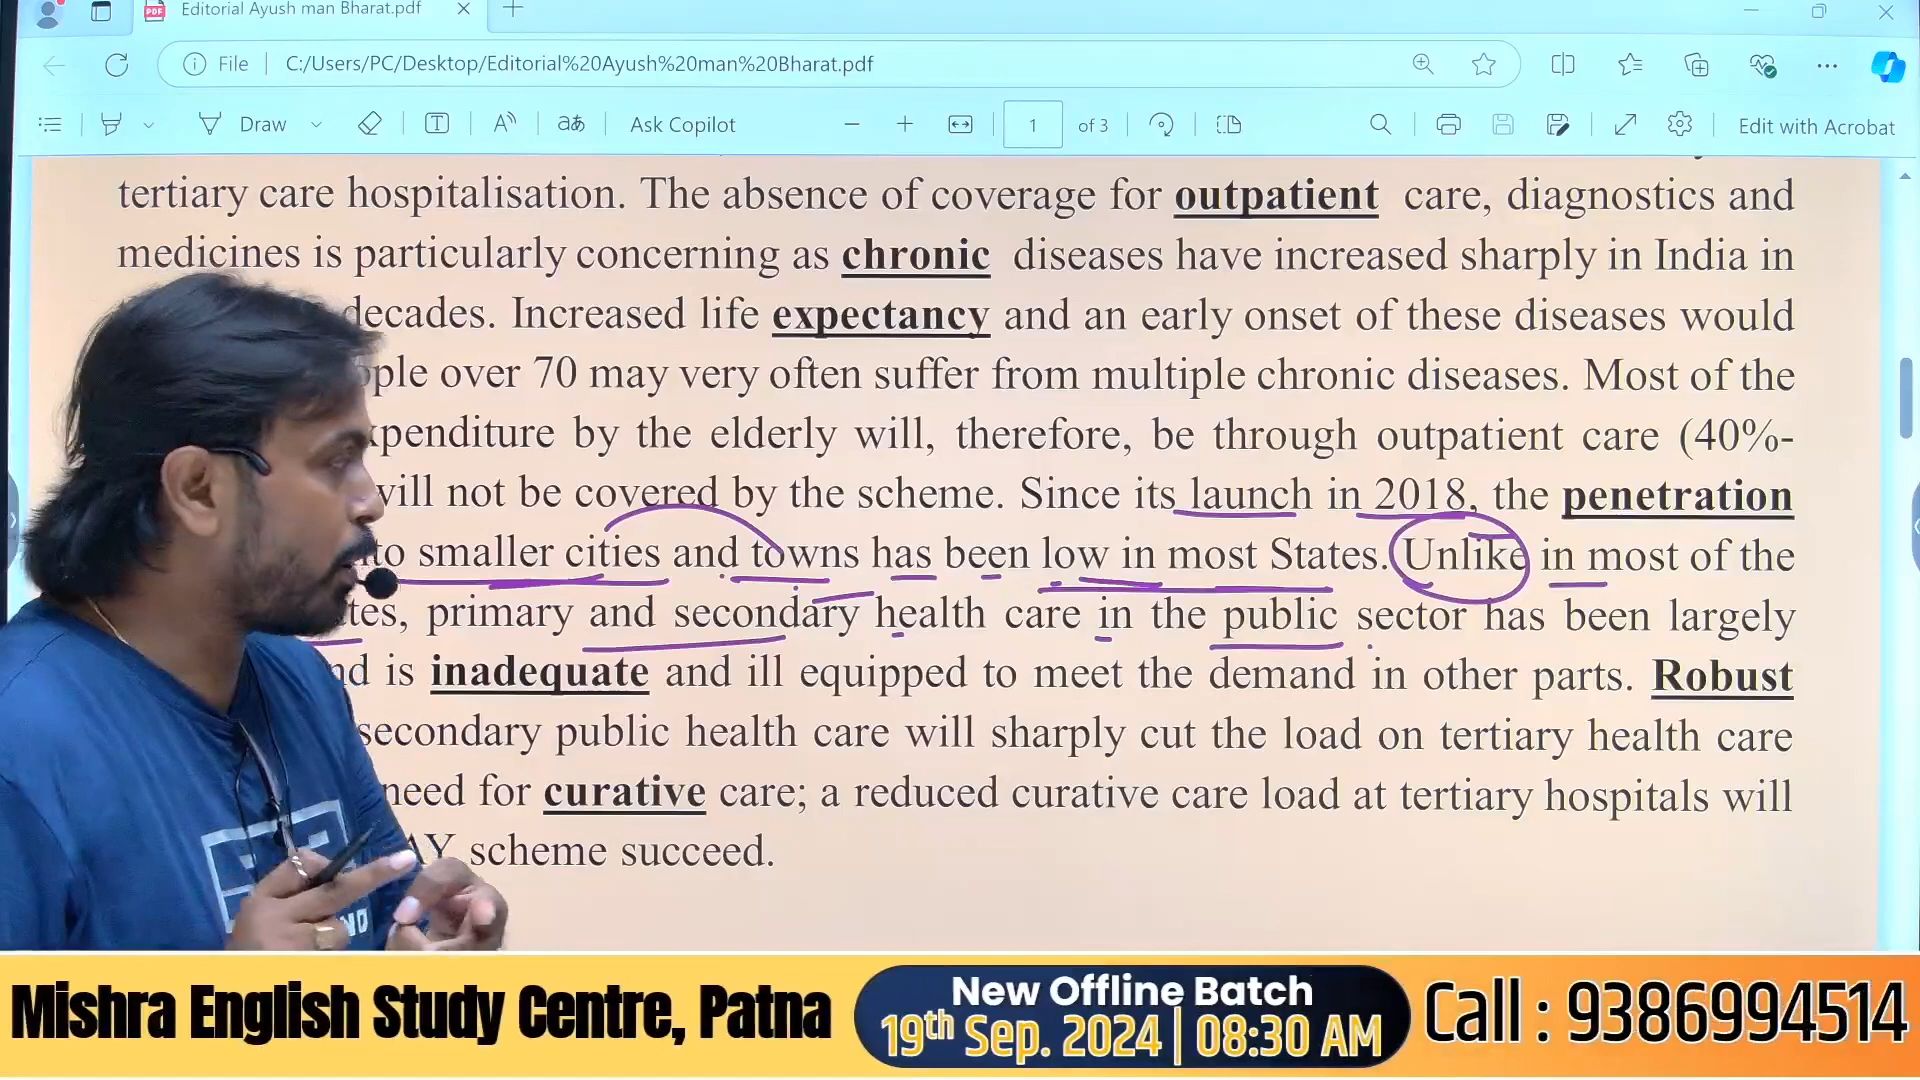 Editorial Ayush man Bharat.pdf
File
C:/Users/PC/Desktop/Editorial%20Ayush%20man%20Bharat.pdf
Draw
aあ
Ask Copilot
1 of 3
Edit with Acrobat
tertiary care hospitalisation. The absence of coverage for outpatient care, diagnostics and
medicines is particularly concerning as chronic diseases have increased sharply in India in
decades. Increased life expectancy and an early onset of these diseases would
over 70 may very often suffer from multiple chronic diseases. Most of the
by the elderly will, therefore, be through outpatient care (40%-
will not be covered by the scheme. Since its launch in 2018, the penetration
to smaller cities and towns has been low in most States. Unlike in most of the
primary and secondary health care in the public sector has been largely
is inadequate and ill equipped to meet the demand in other parts. Robust
secondary public health care will sharply cut the load on tertiary health care
need for curative care; a reduced curative care load at tertiary hospitals will
AY scheme succeed.
Mishra English Study Centre, Patna
New Offline Batch
19th Sep. 2024 | 08:30 AM
Call : 9386994514